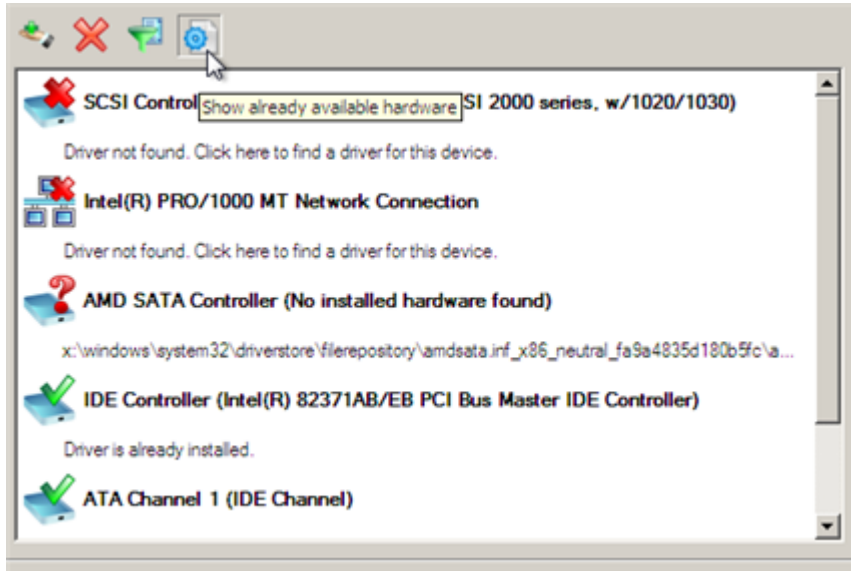 SCSI Control SI 2000 series, w/1020/1030)
Show already available hardware
Driver not found. Click here to find a driver for this device.
Intel(R) PRO/1000 MT Network Connection
Driver not found. Click here to find a driver for this device.
AMD SATA Controller (No installed hardware found)
x:\windows\system32\driverstore\filerepository\amdsata.inf_x86_neutral_fa9a4835d180b5fc\a...
IDE Controller (Intel(R) 82371AB/EB PCI Bus Master IDE Controller)
Driver is already installed.
ATA Channel 1 (IDE Channel)